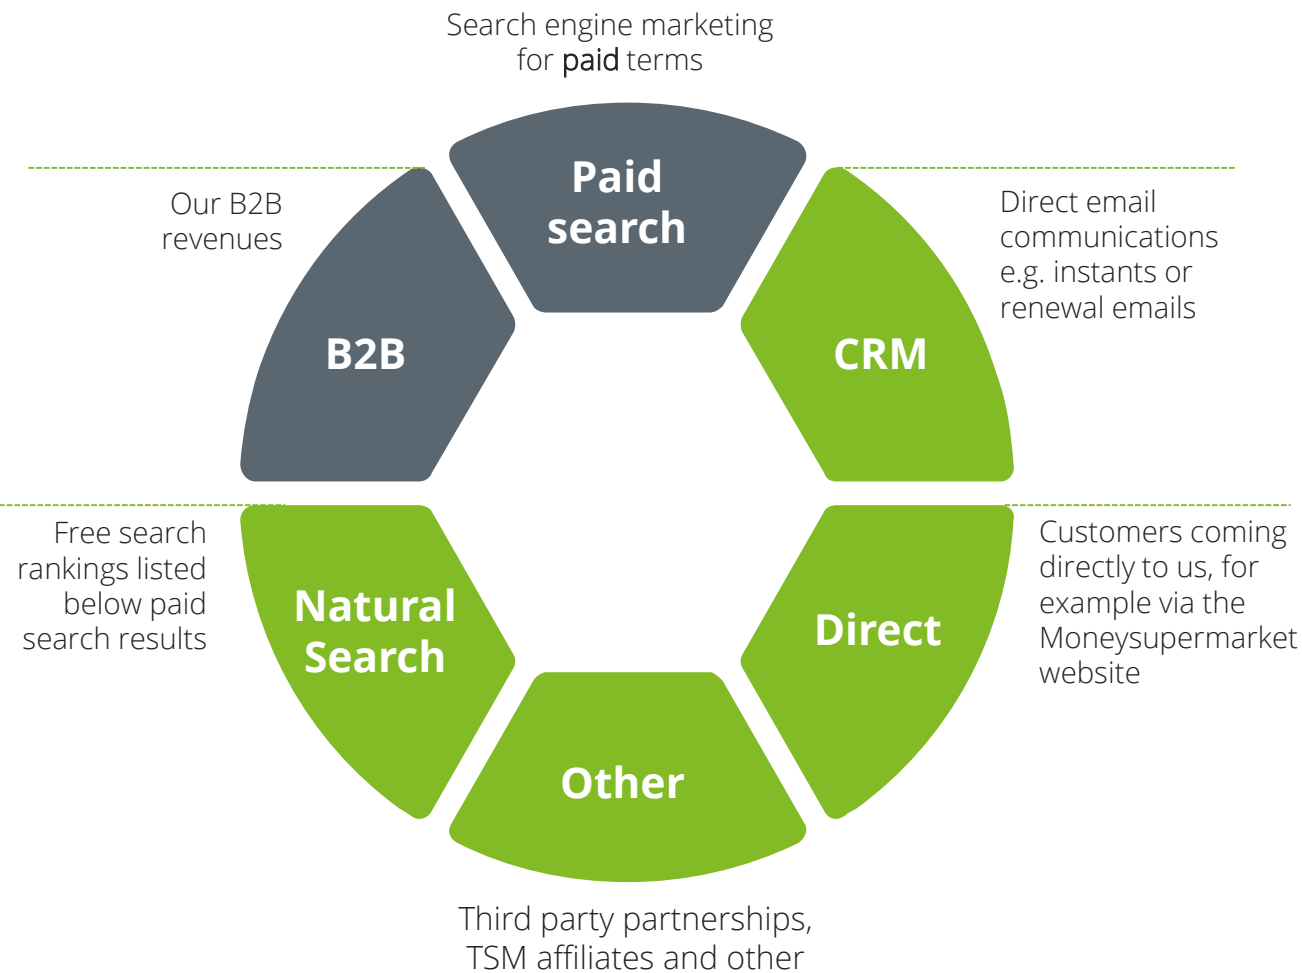 Search engine marketing
for paid terms
Paid
search
Our B2B
revenues
B2B
Direct email
communications
e.g. instants or
renewal emails
CRM
Free search
rankings listed
below paid
search results
Natural
Search
Customers coming
directly to us, for
example via the
Moneysupermarket
website
Direct
Other
Third party partnerships,
TSM affiliates and other